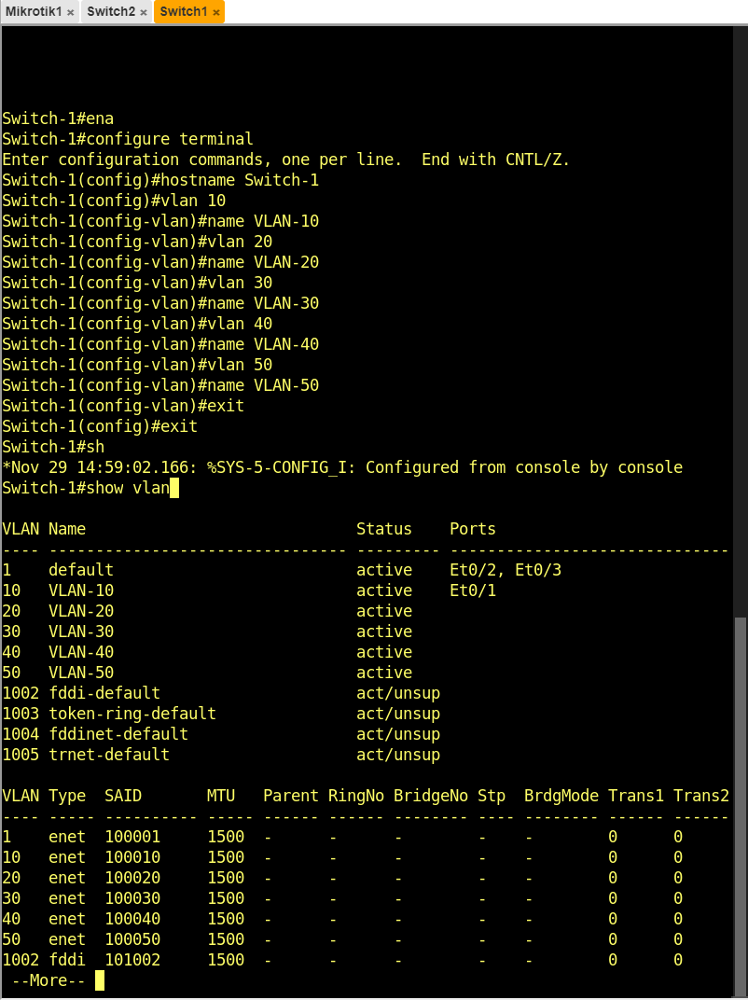 Mikrotik1 × Switch2 × Switch1 ×
Switch-1#ena
Switch-1#configure terminal
Enter configuration commands, one per line.  End with CNTL/Z.
Switch-1(config)#hostname Switch-1
Switch-1(config)#vlan 10
Switch-1(config-vlan)#name VLAN-10
Switch-1(config-vlan)#vlan 20
Switch-1(config-vlan)#name VLAN-20
Switch-1(config-vlan)#vlan 30
Switch-1(config-vlan)#name VLAN-30
Switch-1(config-vlan)#vlan 40
Switch-1(config-vlan)#name VLAN-40
Switch-1(config-vlan)#vlan 50
Switch-1(config-vlan)#name VLAN-50
Switch-1(config-vlan)#exit
Switch-1(config)#exit
Switch-1#sh
*Nov 29 14:59:02.166: %SYS-5-CONFIG_I: Configured from console by console
Switch-1#show vlan

VLAN Name                             Status    Ports
---- -------------------------------- --------- ------------------------------
1    default                          active    Et0/2, Et0/3
10   VLAN-10                          active    Et0/1
20   VLAN-20                          active
30   VLAN-30                          active
40   VLAN-40                          active
50   VLAN-50                          active
1002 fddi-default                     act/unsup
1003 token-ring-default               act/unsup
1004 fddinet-default                  act/unsup
1005 trnet-default                    act/unsup

VLAN Type  SAID       MTU   Parent RingNo BridgeNo Stp  BrdgMode Trans1 Trans2
---- ----- ---------- ----- ------ ------ -------- ---- -------- ------ ------
1    enet  100001     1500  -      -      -        -    -        0      0
10   enet  100010     1500  -      -      -        -    -        0      0
20   enet  100020     1500  -      -      -        -    -        0      0
30   enet  100030     1500  -      -      -        -    -        0      0
40   enet  100040     1500  -      -      -        -    -        0      0
50   enet  100050     1500  -      -      -        -    -        0      0
1002 fddi  101002     1500  -      -      -        -    -        0      0
 --More--